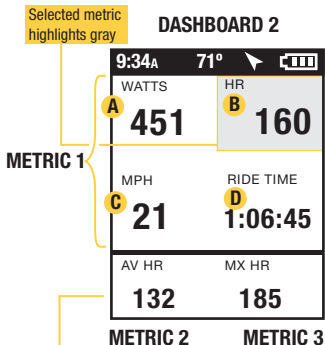 Selected metric
highlights gray
DASHBOARD 2
9:34A 71º
WATTS HR
A B
451 160
METRIC 1
MPH RIDE TIME
C D
21 1:06:45
AV HR MX HR
132 185
METRIC 2 METRIC 3